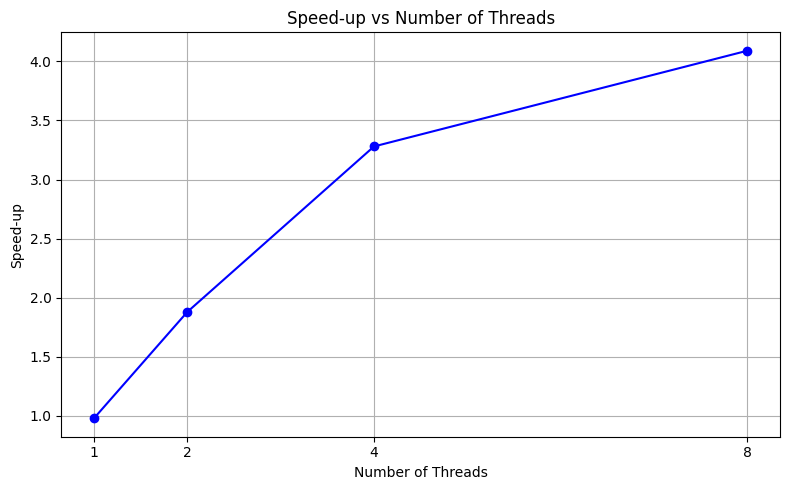 Speed-up vs Number of Threads
4.0
3.5
3.0
2.5
2.0
1.5
1.0
Speed-up
1 2 4 8
Number of Threads